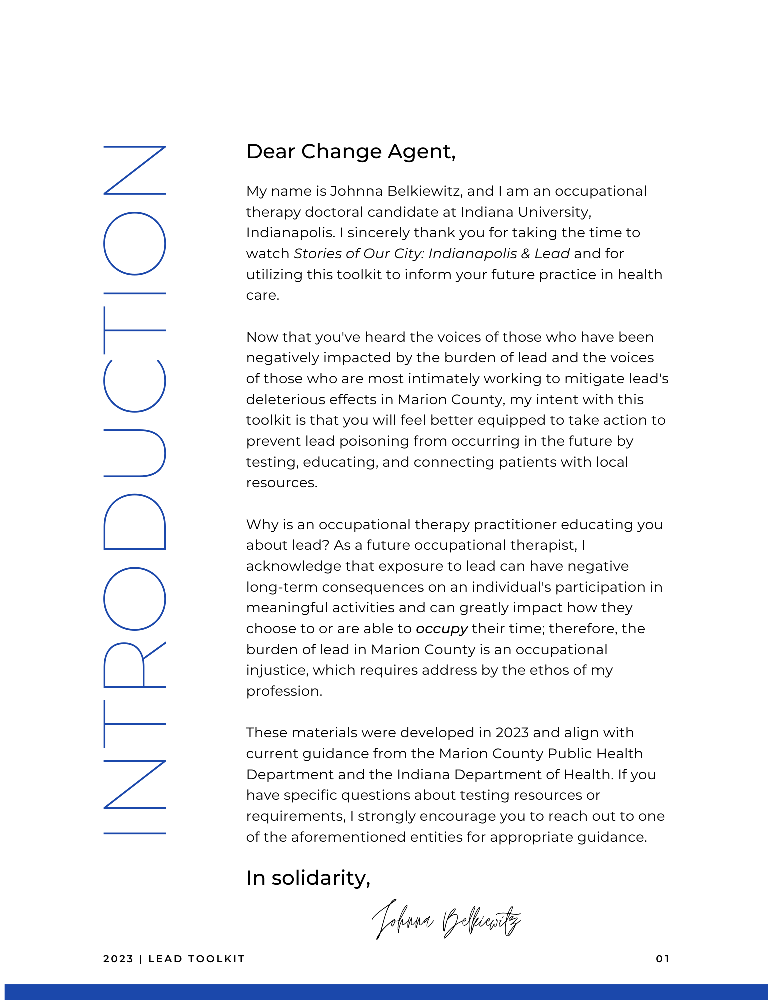 INTRODUCTION
Dear Change Agent,
My name is Johnna Belkiewitz, and I am an occupational
therapy doctoral candidate at Indiana University,
Indianapolis. I sincerely thank you for taking the time to
watch Stories of Our City: Indianapolis & Lead and for
utilizing this toolkit to inform your future practice in health
care.
Now that you've heard the voices of those who have been
negatively impacted by the burden of lead and the voices
of those who are most intimately working to mitigate lead's
deleterious effects in Marion County, my intent with this
toolkit is that you will feel better equipped to take action to
prevent lead poisoning from occurring in the future by
testing, educating, and connecting patients with local
resources.
Why is an occupational therapy practitioner educating you
about lead? As a future occupational therapist, I
acknowledge that exposure to lead can have negative
long-term consequences on an individual's participation in
meaningful activities and can greatly impact how they
choose to or are able to occupy their time; therefore, the
burden of lead in Marion County is an occupational
injustice, which requires address by the ethos of my
profession.
These materials were developed in 2023 and align with
current guidance from the Marion County Public Health
Department and the Indiana Department of Health. If you
have specific questions about testing resources or
requirements, I strongly encourage you to reach out to one
of the aforementioned entities for appropriate guidance.
In solidarity,
Johnna Belkiewitz
2023 | LEAD TOOLKIT
01